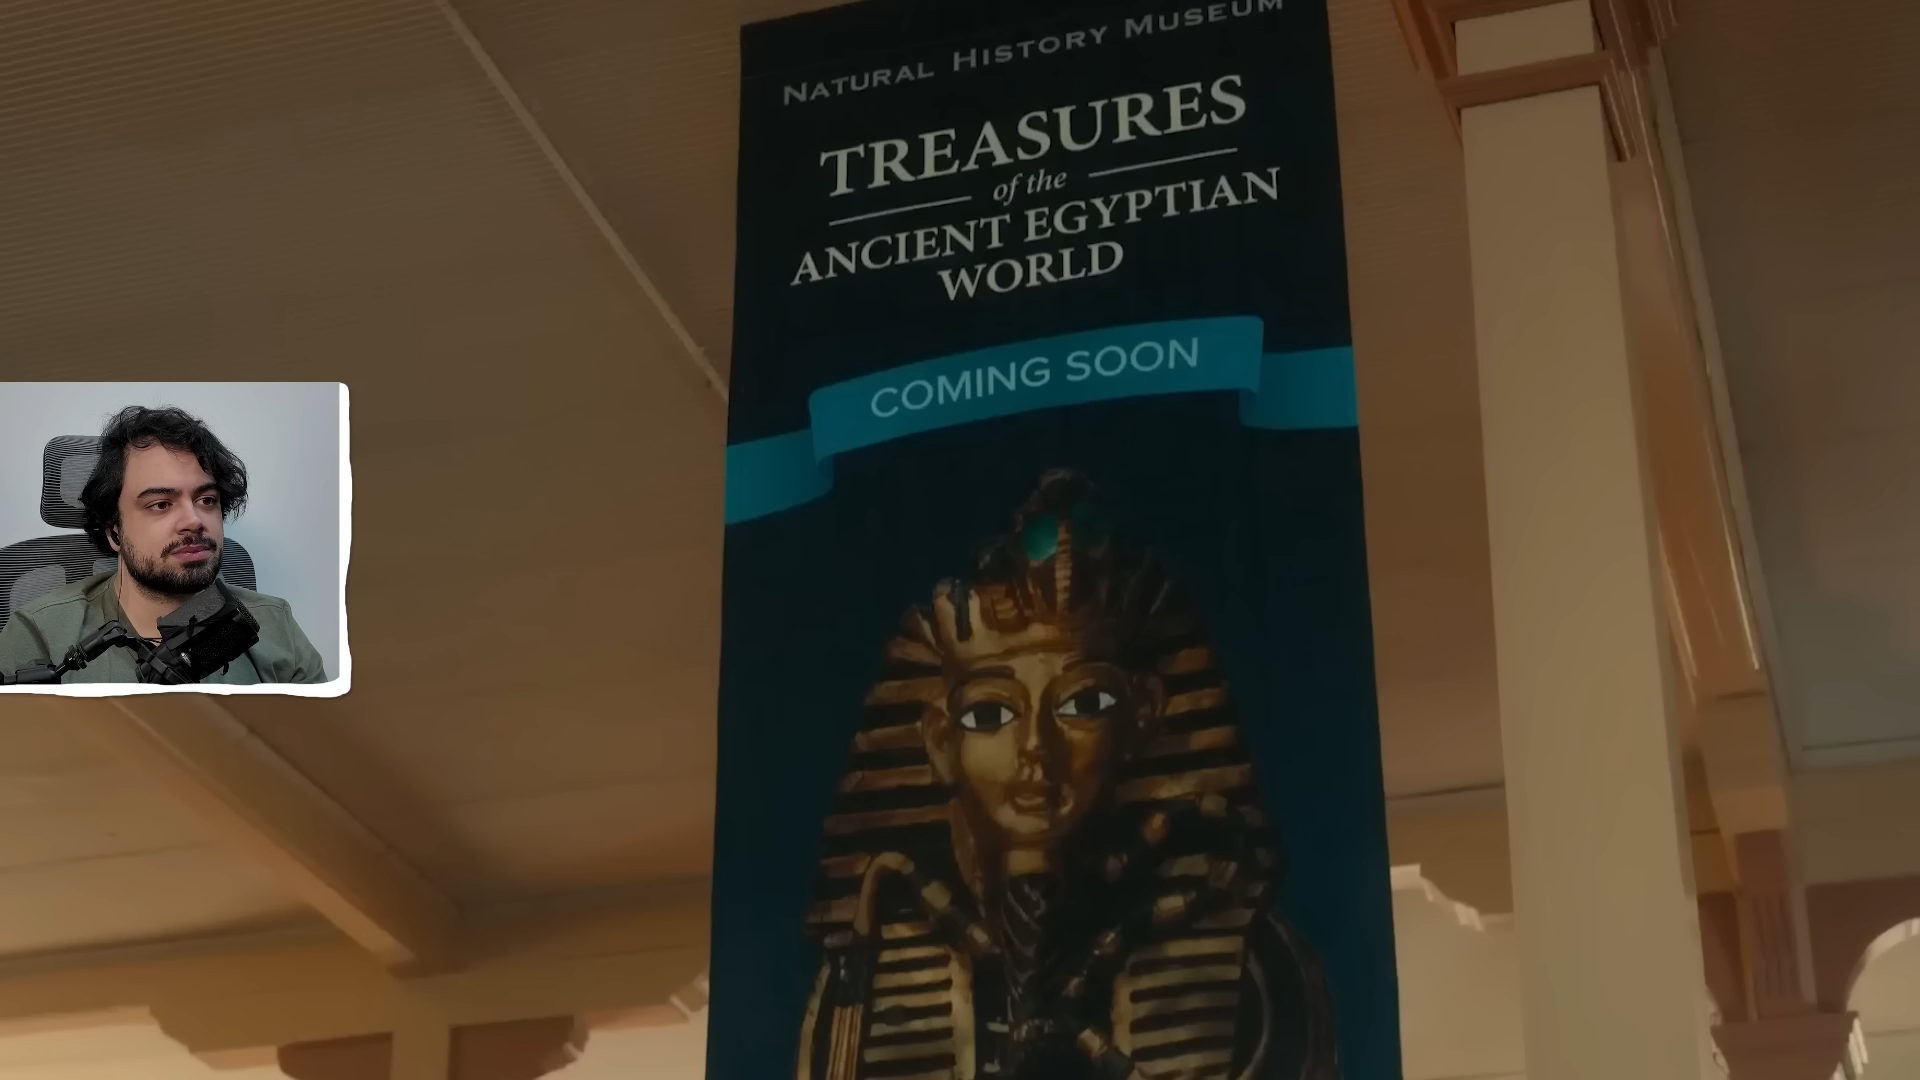 NATURAL HISTORY MUSEUM
TREASURES
of the
ANCIENT EGYPTIAN
WORLD
COMING SOON